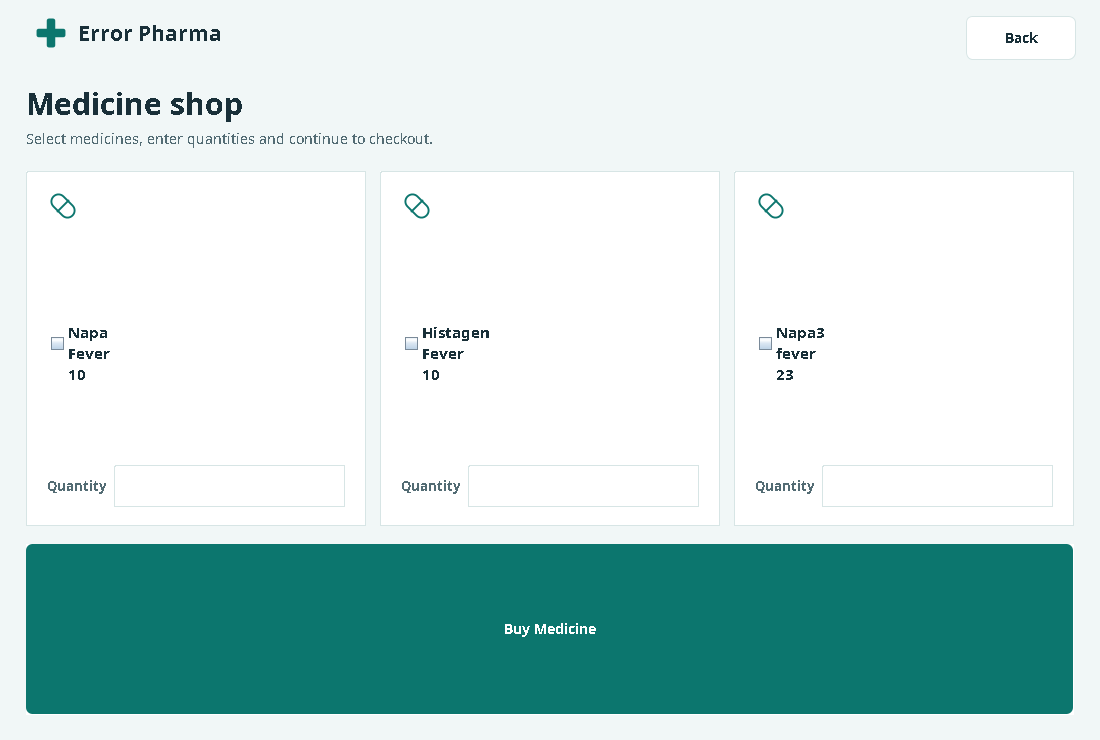 Error Pharma
Back
Medicine shop
Select medicines, enter quantities and continue to checkout.
Napa
Fever
10
Histagen
Fever
10
Napa3
fever
23
Quantity
Quantity
Quantity
Buy Medicine